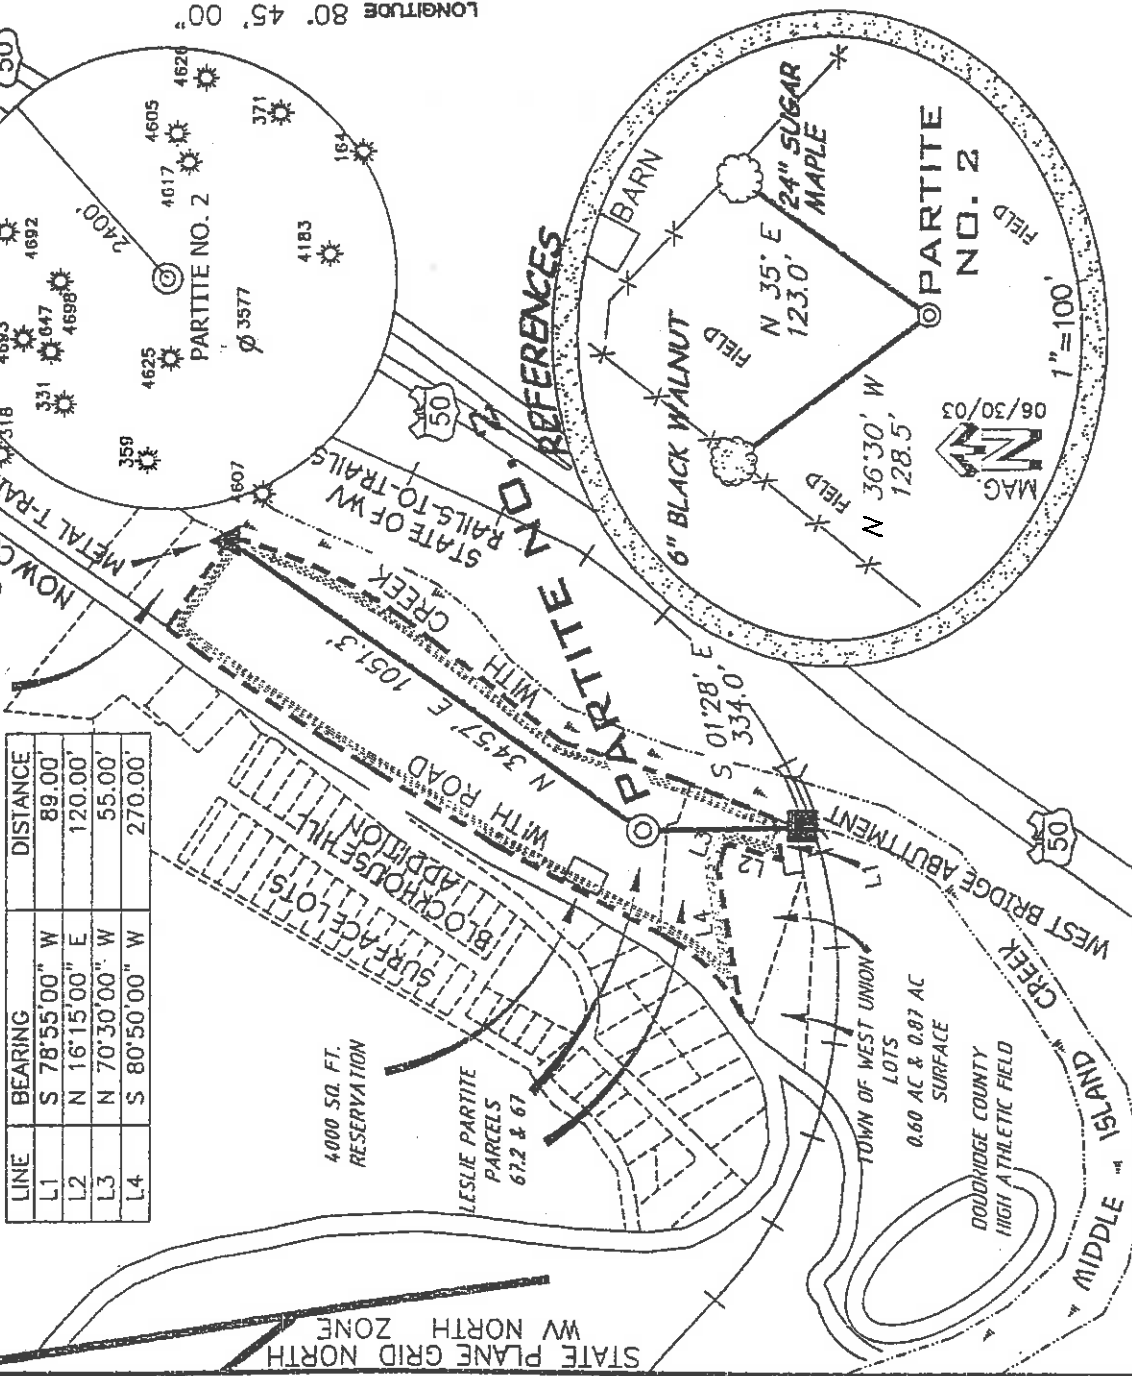 LONGITUDE 80° 45' 00"
50
4626
4605
371
4617
164
4692
2400'
4183
PARTITE NO. 2
4693
647
4698
Ø 3577
4625
331
318
359
4607
50
METAL T-RAI
NOW O
STATE OF WV
RAILS-TO-TRAILS
CREEK
WITH
N 34°57' E
1051.3'
WITH ROAD
PARTITE NO. 2
REFERENCES
BARN
24" SUGAR
MAPLE
N 35° E
123.0'
FIELD
6" BLACK WALNUT
FIELD
FIELD
N 36°30' W
128.5'
PARTITE
NO. 2
06/30/03
MAG.
1"=100'
S 01°28' E
334.0'
LINE BEARING DISTANCE
L1 S 78°55'00" W 89.00'
L2 N 16°15'00" E 120.00'
L3 N 70°30'00" W 55.00'
L4 S 80°50'00" W 270.00'
BLOCKHOUSE HILL
ADDITION
SURFACE LOTS
L3
L2
L4
L1
WEST BRIDGE ABUTTMENT
50
4000 SQ. FT.
RESERVATION
LESLIE PARTITE
PARCELS
67.2 & 67
TOWN OF WEST UNION
LOTS
0.60 AC & 0.87 AC
SURFACE
DODDRIDGE COUNTY
HIGH ATHLETIC FIELD
MIDDLE ISLAND CREEK
STATE PLANE GRID NORTH
WV NORTH ZONE